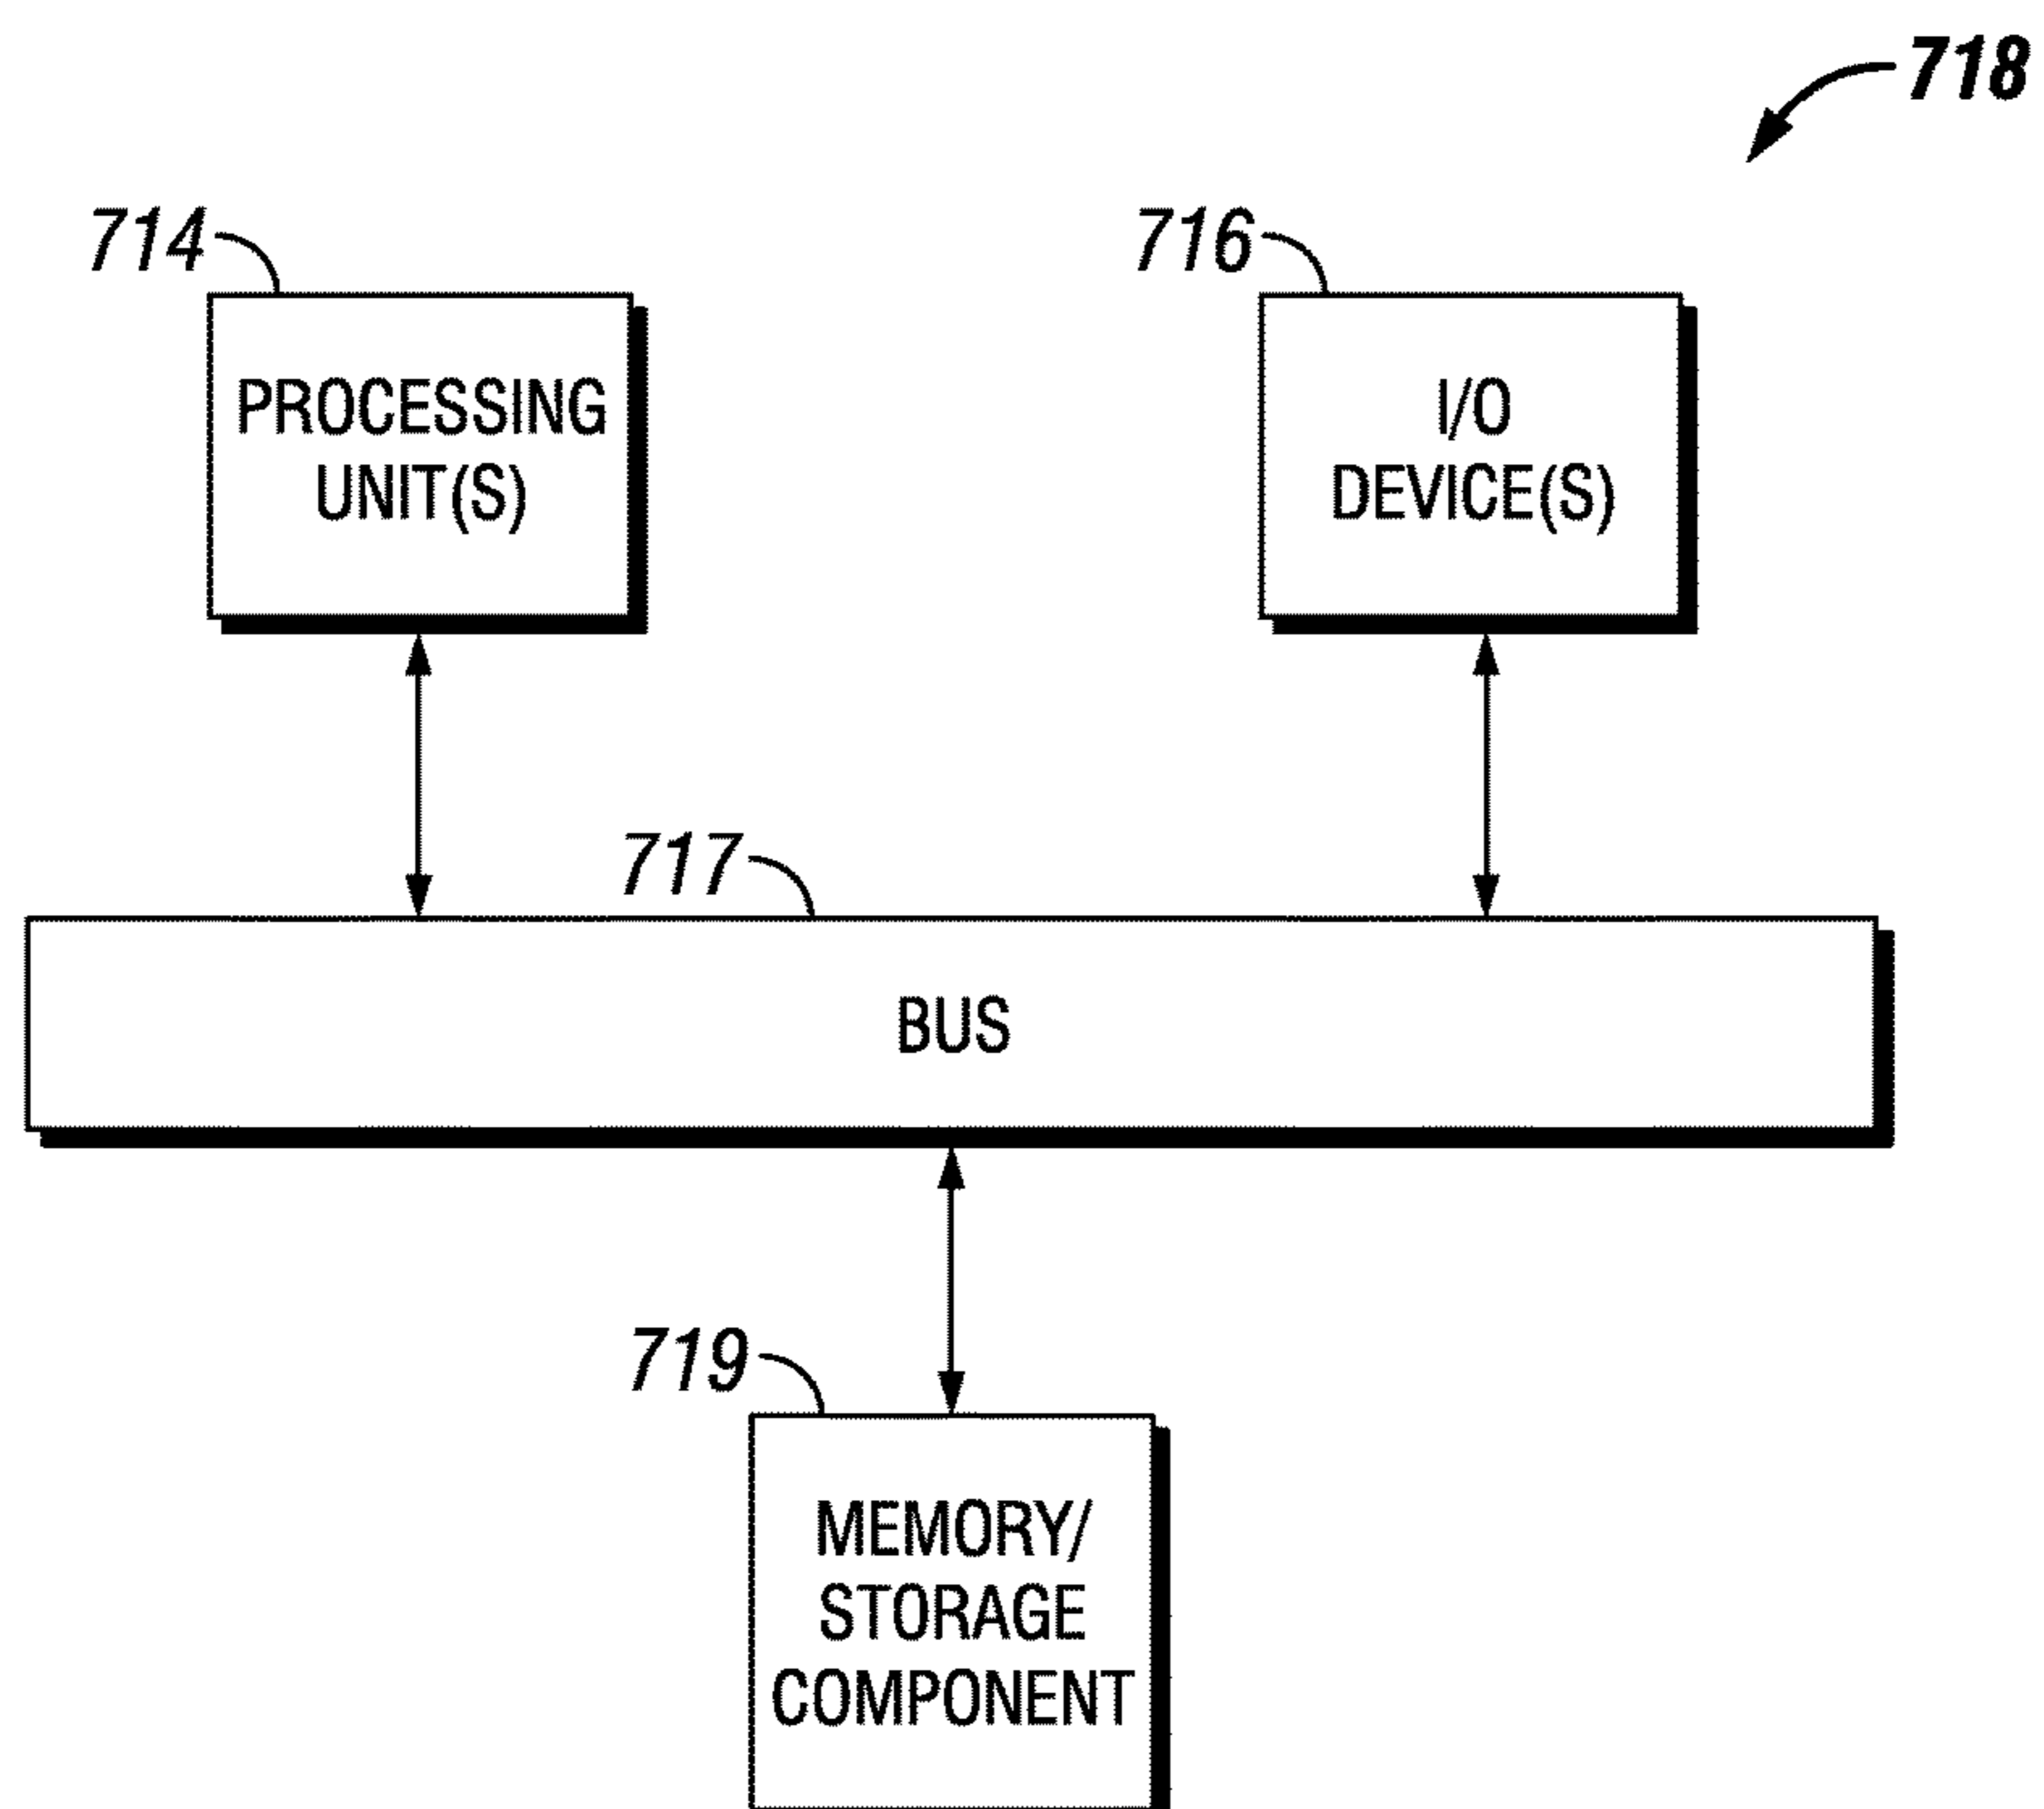 718
714
716
PROCESSING
UNIT(S)
I/O
DEVICE(S)
717
BUS
719
MEMORY/
STORAGE
COMPONENT